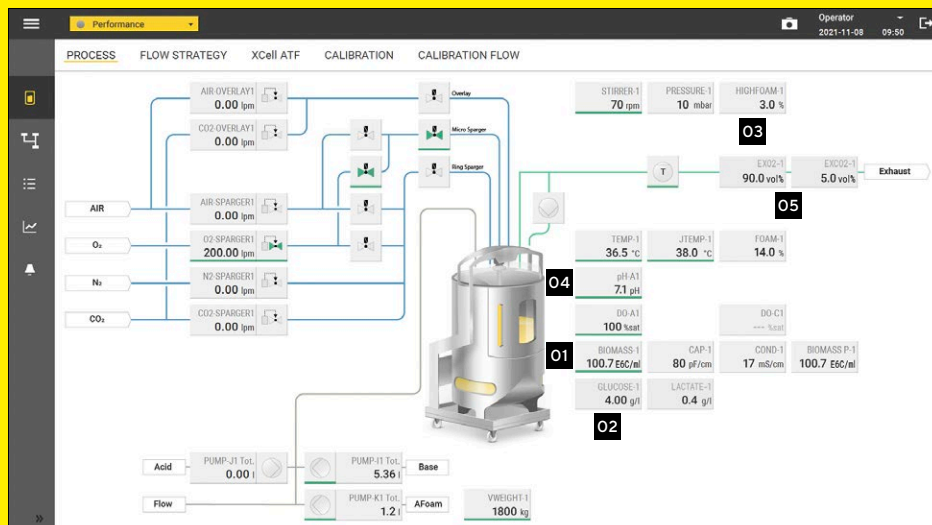 Performance
Operator
2021-11-08 09:50
PROCESS FLOW STRATEGY XCell ATF CALIBRATION CALIBRATION FLOW
AIR-OVERLAY1
0.00 lpm
Overlay
STIRRER-1
70 rpm
PRESSURE-1
10 mbar
HIGHFOAM-1
3.0 %
CO2-OVERLAY1
0.00 lpm
Micro Sparger
03
Ring Sparger
T
EXO2-1
90.0 vol%
EXCO2-1
5.0 vol%
Exhaust
05
AIR
AIR-SPARGER1
0.00 lpm
O₂
O2-SPARGER1
200.00 lpm
N₂
N2-SPARGER1
0.00 lpm
CO₂
CO2-SPARGER1
0.00 lpm
TEMP-1
36.5 °C
JTEMP-1
38.0 °C
FOAM-1
14.0 %
04
pH-A1
7.1 pH
DO-A1
100 %sat
DO-C1
--- %sat
01
BIOMASS-1
100.7 E6C/ml
CAP-1
80 pF/cm
COND-1
17 mS/cm
BIOMASS P-1
100.7 E6C/ml
GLUCOSE-1
4.00 g/l
LACTATE-1
0.4 g/l
02
Acid
PUMP-J1 Tot.
0.00 l
PUMP-I1 Tot.
5.36 l
Base
Flow
PUMP-K1 Tot.
1.2 l
AFoam
VWEIGHT-1
1800 kg
»